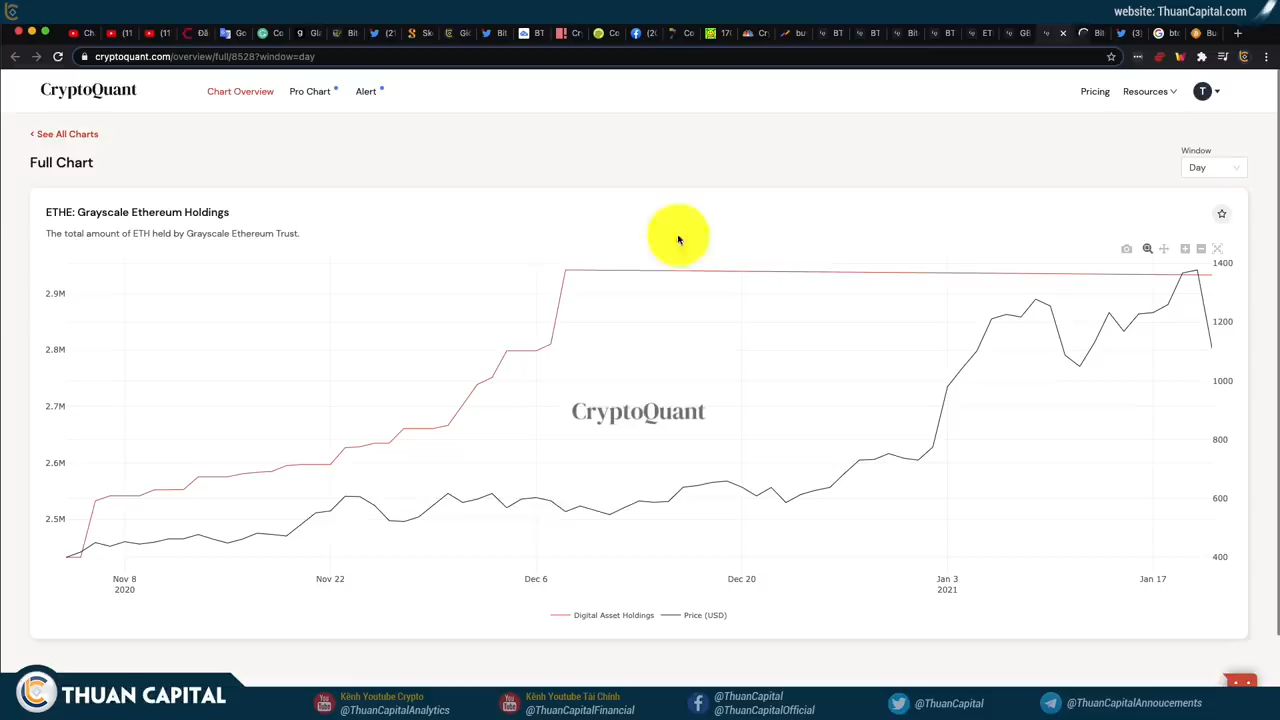 website: ThuanCapital.com
cryptoquant.com/overview/full/8528?window=day
CryptoQuant
Chart Overview
Pro Chart
Alert
Pricing
Resources
T
< See All Charts
Full Chart
Window
Day
ETHE: Grayscale Ethereum Holdings
The total amount of ETH held by Grayscale Ethereum Trust.
2.9M
2.8M
2.7M
2.6M
2.5M
1400
1200
1000
800
600
400
CryptoQuant
Nov 8
2020
Nov 22
Dec 6
Dec 20
Jan 3
2021
Jan 17
Digital Asset Holdings
Price (USD)
THUAN CAPITAL
Kênh Youtube Crypto
@ThuanCapitalAnalytics
Kênh Youtube Tài Chính
@ThuanCapitalFinancial
@ThuanCapital
@ThuanCapitalOfficial
@ThuanCapital
@ThuanCapitalAnnoucements